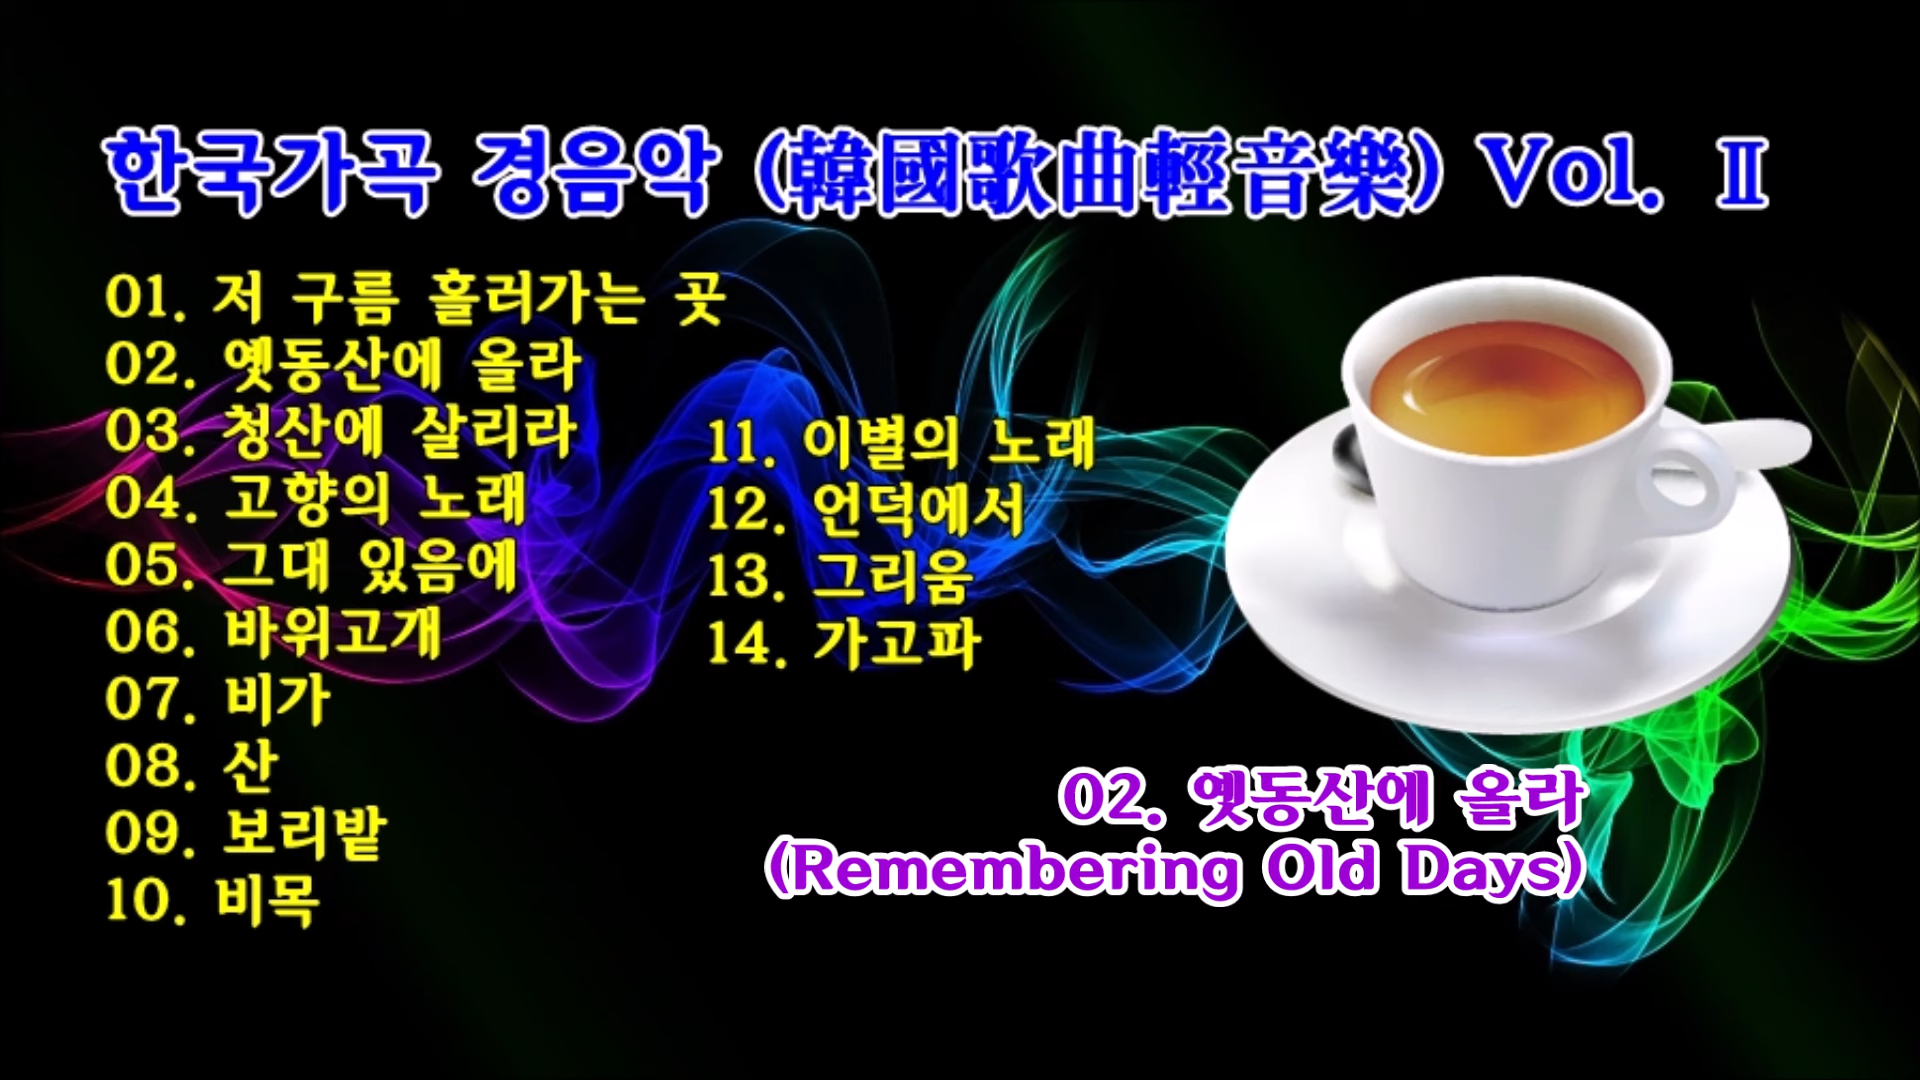 한국가곡 경음악 (韓國歌曲輕音樂) Vol. Ⅱ
01. 저 구름 흘러가는 곳
02. 옛동산에 올라
03. 청산에 살리라
04. 고향의 노래
05. 그대 있음에
06. 바위고개
07. 비가
08. 산
09. 보리밭
10. 비목
11. 이별의 노래
12. 언덕에서
13. 그리움
14. 가고파
02. 옛동산에 올라
(Remembering Old Days)